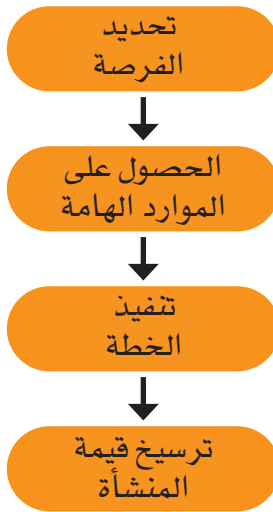 تحديد
الفرصة
الحصول على
الموارد الهامة
تنفيذ
الخطة
ترسيخ قيمة
المنشأة